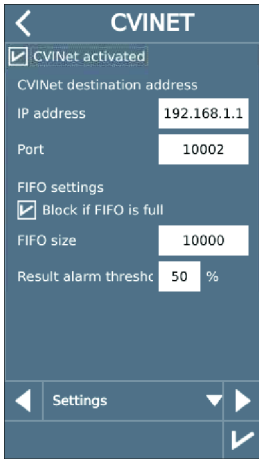 CVINET
CVINet activated
CVINet destination address
IP address 192.168.1.1
Port 10002
FIFO settings
Block if FIFO is full
FIFO size 10000
Result alarm thresho 50 %
Settings